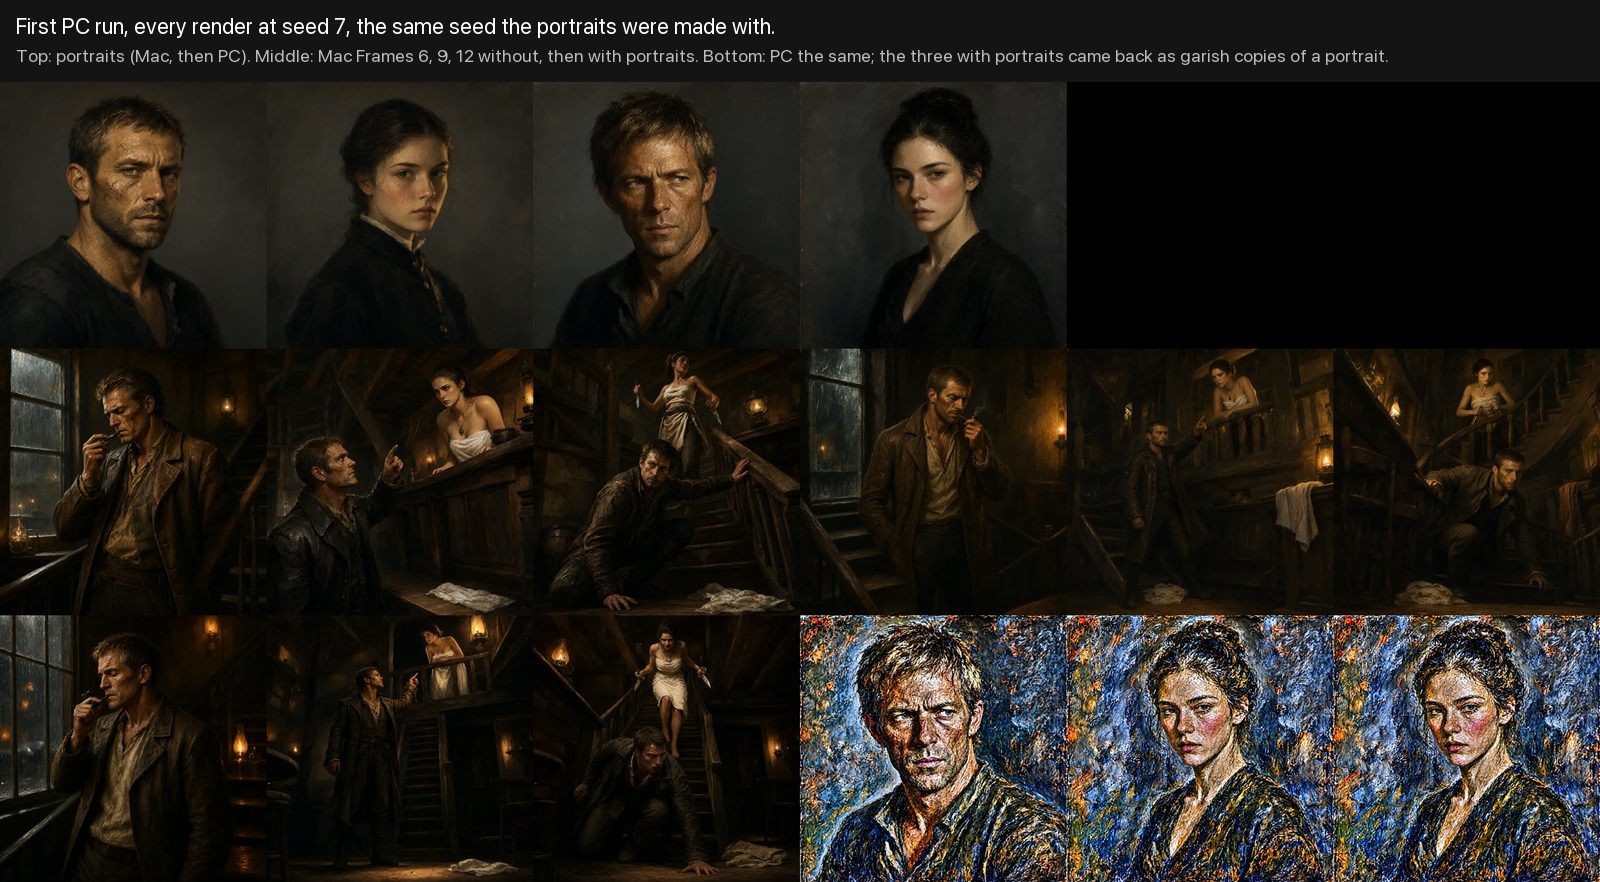 First PC run, every render at seed 7, the same seed the portraits were made with.
Top: portraits (Mac, then PC). Middle: Mac Frames 6, 9, 12 without, then with portraits. Bottom: PC the same; the three with portraits came back as garish copies of a portrait.